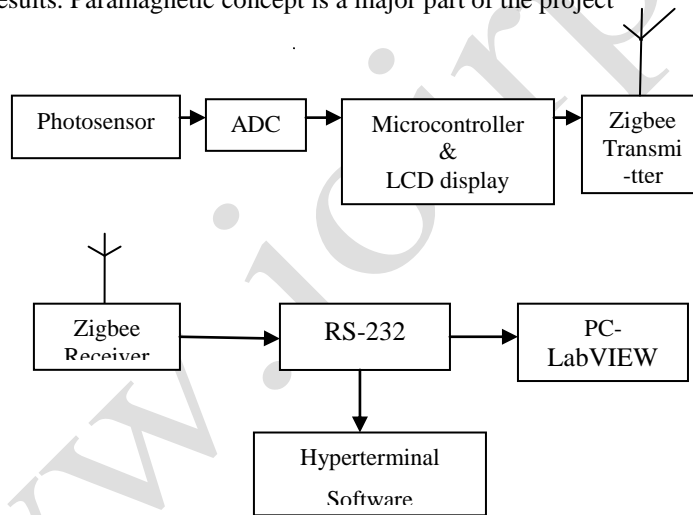 esults. Paramagnetic concept is a major part of the project
Photosensor
ADC
Microcontroller
&
LCD display
Zigbee
Transmi
-tter
Zigbee
Receiver
RS-232
PC-
LabVIEW
Hyperterminal
Software